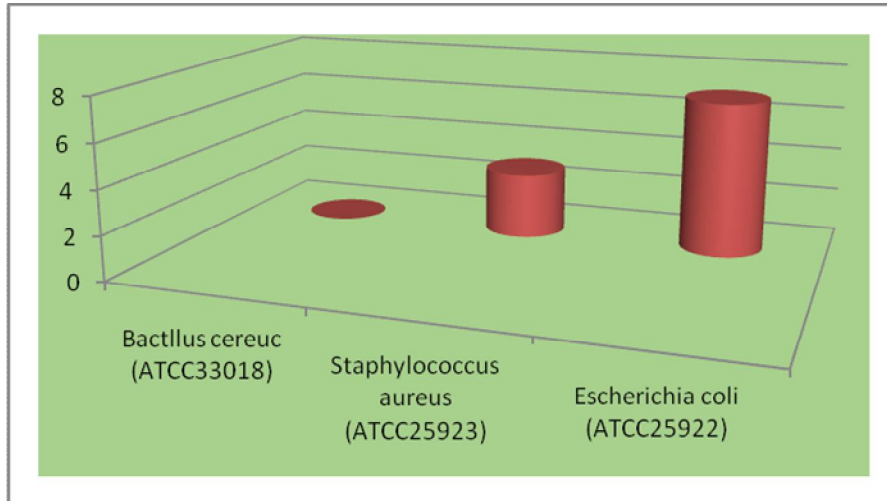 8
6
4
2
0
Bactllus cereuc
(ATCC33018)
Staphylococcus
aureus
(ATCC25923)
Escherichia coli
(ATCC25922)